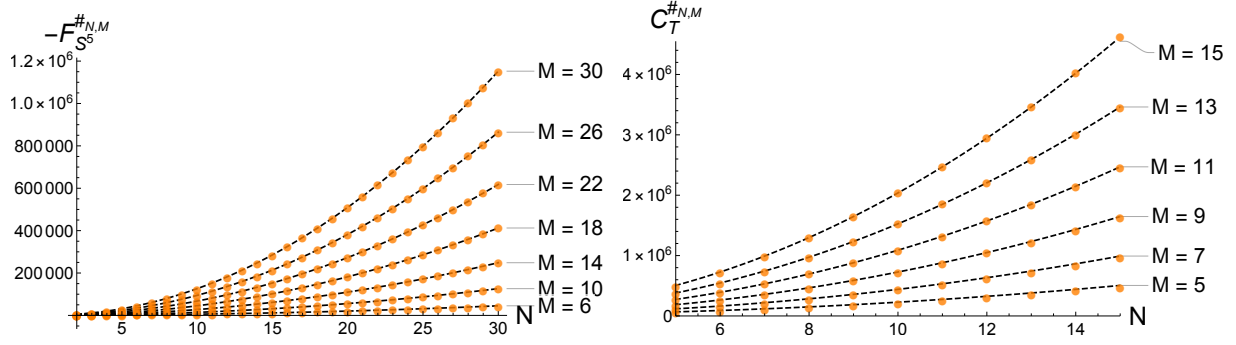 −F_{S^5}^{#_{N,M}}
1.2 × 10^6
1.0 × 10^6
800 000
600 000
400 000
200 000
5
10
15
20
25
30
N
M = 30
M = 26
M = 22
M = 18
M = 14
M = 10
M = 6
C_T^{#_{N,M}}
4 × 10^6
3 × 10^6
2 × 10^6
1 × 10^6
0
6
8
10
12
14
N
M = 15
M = 13
M = 11
M = 9
M = 7
M = 5